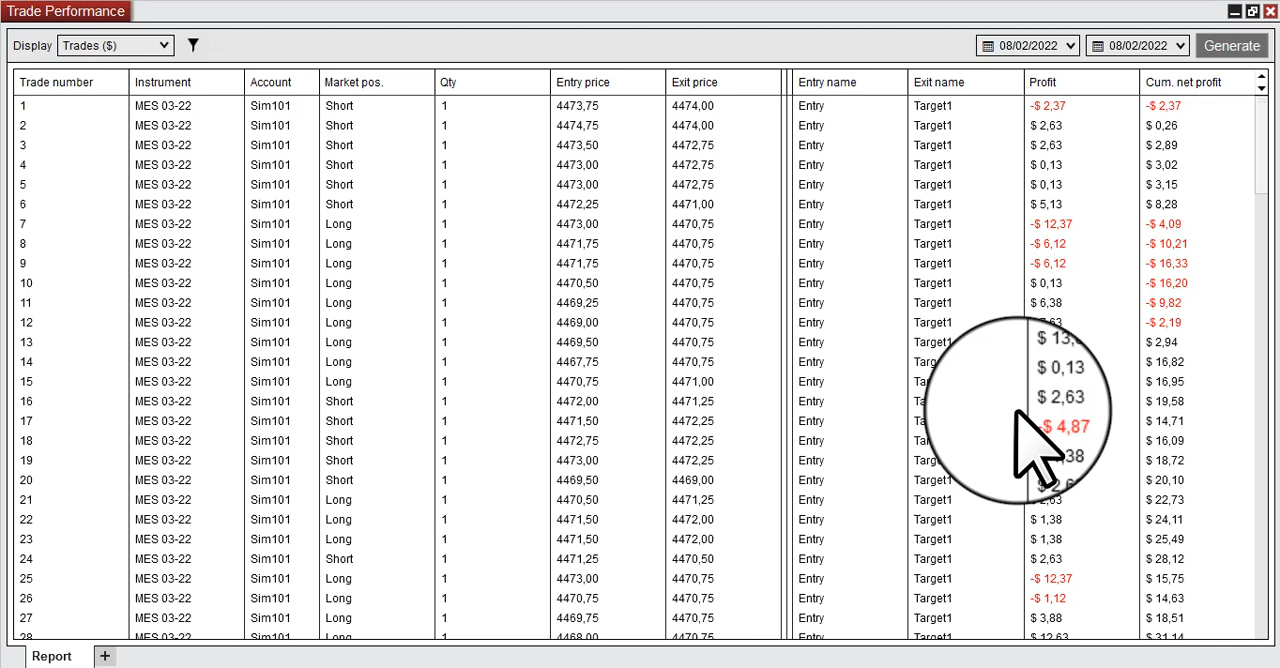 Trade Performance
Display Trades ($) 08/02/2022 08/02/2022 Generate
Trade number Instrument Account Market pos. Qty Entry price Exit price Entry name Exit name Profit Cum. net profit
1 MES 03-22 Sim101 Short 1 4473,75 4474,00 Entry Target1 -$ 2,37 -$ 2,37
2 MES 03-22 Sim101 Short 1 4474,75 4474,00 Entry Target1 $ 2,63 $ 0,26
3 MES 03-22 Sim101 Short 1 4473,50 4472,75 Entry Target1 $ 2,63 $ 2,89
4 MES 03-22 Sim101 Short 1 4473,00 4472,75 Entry Target1 $ 0,13 $ 3,02
5 MES 03-22 Sim101 Short 1 4473,00 4472,75 Entry Target1 $ 0,13 $ 3,15
6 MES 03-22 Sim101 Short 1 4472,25 4471,00 Entry Target1 $ 5,13 $ 8,28
7 MES 03-22 Sim101 Long 1 4473,00 4470,75 Entry Target1 -$ 12,37 -$ 4,09
8 MES 03-22 Sim101 Long 1 4471,75 4470,75 Entry Target1 -$ 6,12 -$ 10,21
9 MES 03-22 Sim101 Long 1 4471,75 4470,75 Entry Target1 -$ 6,12 -$ 16,33
10 MES 03-22 Sim101 Long 1 4470,50 4470,75 Entry Target1 $ 0,13 -$ 16,20
11 MES 03-22 Sim101 Long 1 4469,25 4470,75 Entry Target1 $ 6,38 -$ 9,82
12 MES 03-22 Sim101 Long 1 4469,00 4470,75 Entry Target1 -$ 2,19
13 MES 03-22 Sim101 Long 1 4469,50 4470,75 Entry $ 2,94
14 MES 03-22 Sim101 Long 1 4467,75 4470,75 Entry $ 16,82
15 MES 03-22 Sim101 Long 1 4470,75 4471,00 Entry $ 0,13 $ 16,95
16 MES 03-22 Sim101 Short 1 4472,00 4471,25 Entry $ 2,63 $ 19,58
17 MES 03-22 Sim101 Short 1 4471,50 4472,25 Entry -$ 4,87 $ 14,71
18 MES 03-22 Sim101 Short 1 4472,75 4472,25 Entry $ 16,09
19 MES 03-22 Sim101 Short 1 4473,00 4472,25 Entry $ 18,72
20 MES 03-22 Sim101 Short 1 4469,50 4469,00 Entry $ 20,10
21 MES 03-22 Sim101 Long 1 4470,50 4471,25 Entry Target1 $ 22,73
22 MES 03-22 Sim101 Long 1 4471,50 4472,00 Entry Target1 $ 1,38 $ 24,11
23 MES 03-22 Sim101 Long 1 4471,50 4472,00 Entry Target1 $ 1,38 $ 25,49
24 MES 03-22 Sim101 Short 1 4471,25 4470,50 Entry Target1 $ 2,63 $ 28,12
25 MES 03-22 Sim101 Long 1 4473,00 4470,75 Entry Target1 -$ 12,37 $ 15,75
26 MES 03-22 Sim101 Long 1 4471,00 4470,75 Entry Target1 -$ 1,12 $ 14,63
27 MES 03-22 Sim101 Long 1 4469,75 4470,75 Entry Target1 $ 3,88 $ 18,51
28 MES 03-22 Sim101 Long 1 4468,00 4470,75 Entry Target1 $ 12,63 $ 31,14
Report +